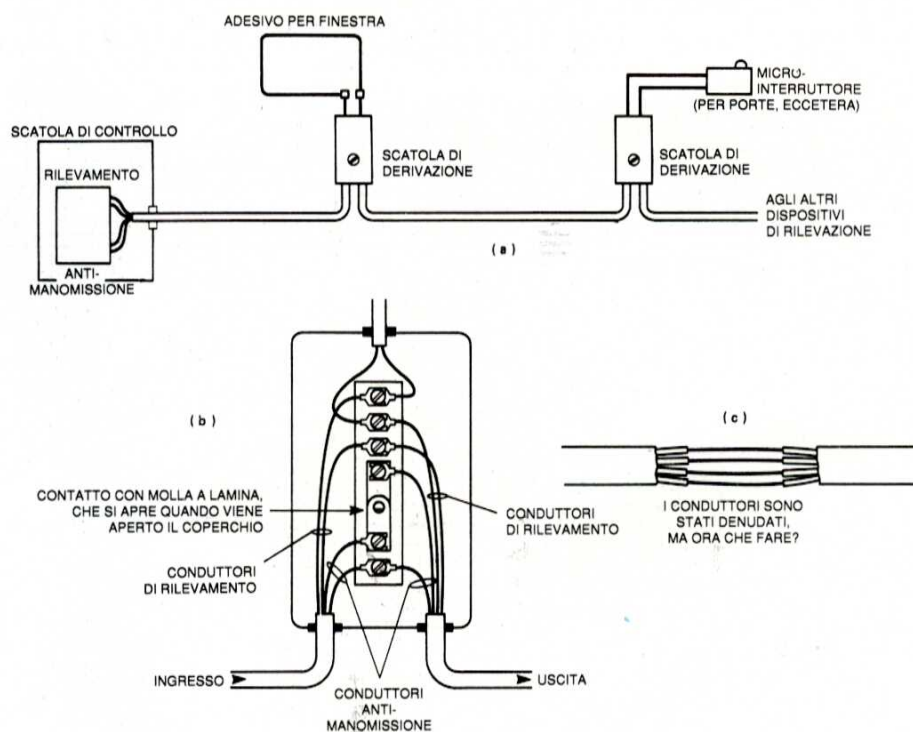 ADESIVO PER FINESTRA
MICRO-
INTERRUTTORE
(PER PORTE, ECCETERA)
SCATOLA DI CONTROLLO
RILEVAMENTO
SCATOLA DI
DERIVAZIONE
SCATOLA DI
DERIVAZIONE
AGLI ALTRI
DISPOSITIVI
DI RILEVAZIONE
ANTI-
MANOMISSIONE
(a)
(b)
(c)
CONTATTO CON MOLLA A LAMINA,
CHE SI APRE QUANDO VIENE
APERTO IL COPERCHIO
CONDUTTORI
DI RILEVAMENTO
I CONDUTTORI SONO
STATI DENUDATI,
MA ORA CHE FARE?
CONDUTTORI
DI RILEVAMENTO
INGRESSO
USCITA
CONDUTTORI
ANTI-
MANOMISSIONE